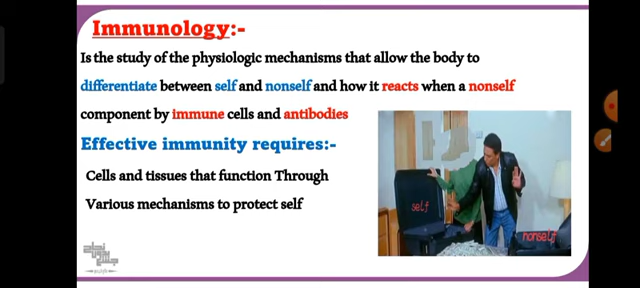 Immunology:-
Is the study of the physiologic mechanisms that allow the body to
differentiate between self and nonself and how it reacts when a nonself
component by immune cells and antibodies
Effective immunity requires:-
Cells and tissues that function Through
Various mechanisms to protect self
self
nonself